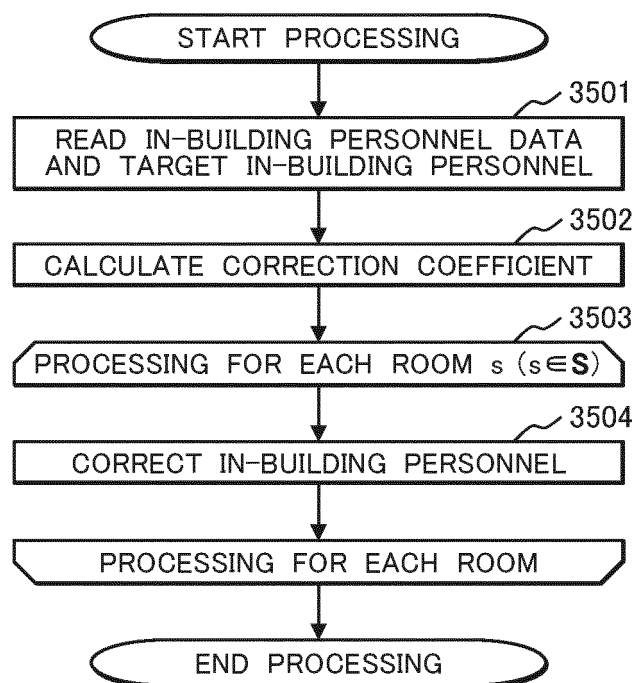 START PROCESSING
3501
READ IN-BUILDING PERSONNEL DATA
AND TARGET IN-BUILDING PERSONNEL
3502
CALCULATE CORRECTION COEFFICIENT
3503
PROCESSING FOR EACH ROOM s (s∈S)
3504
CORRECT IN-BUILDING PERSONNEL
PROCESSING FOR EACH ROOM
END PROCESSING